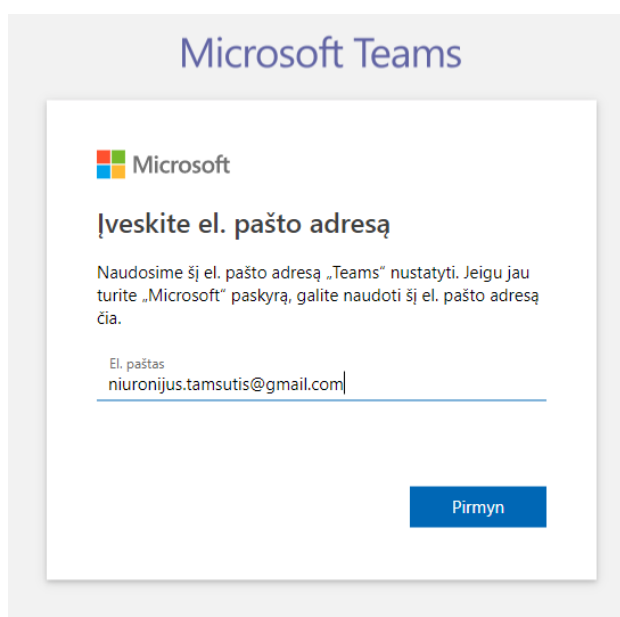 Microsoft Teams
Microsoft
Įveskite el. pašto adresą
Naudosime šį el. pašto adresą „Teams“ nustatyti. Jeigu jau
turite „Microsoft“ paskyrą, galite naudoti šį el. pašto adresą
čia.
El. paštas
niuronijus.tamsutis@gmail.com
Pirmyn